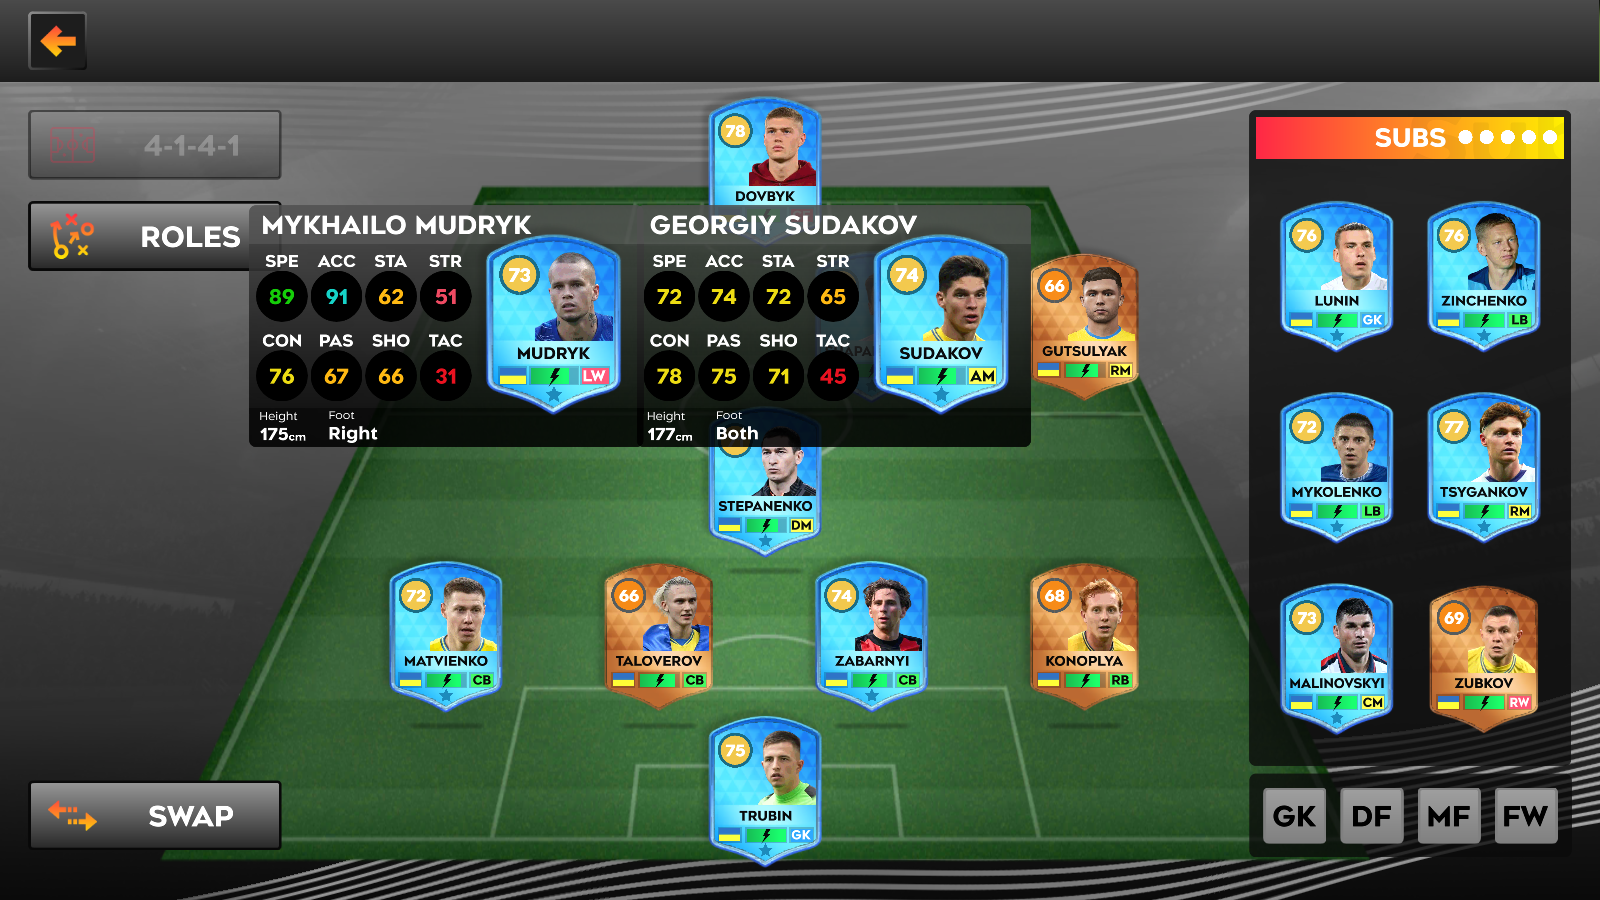 4-1-4-1
ROLES
SWAP
78
DOVBYK
MYKHAILO MUDRYK
SPE ACC STA STR
89 91 62 51
CON PAS SHO TAC
76 67 66 31
Height Foot
175cm Right
73
MUDRYK
LW
GEORGIY SUDAKOV
SPE ACC STA STR
72 74 72 65
CON PAS SHO TAC
78 75 71 45
Height Foot
177cm Both
74
SUDAKOV
AM
66
GUTSULYAK
RM
STEPANENKO
DM
72
MATVIENKO
CB
66
TALOVEROV
CB
74
ZABARNYI
CB
68
KONOPLYA
RB
75
TRUBIN
GK
SUBS
76
LUNIN
GK
76
ZINCHENKO
LB
72
MYKOLENKO
LB
77
TSYGANKOV
RM
73
MALINOVSKYI
CM
69
ZUBKOV
RW
GK DF MF FW